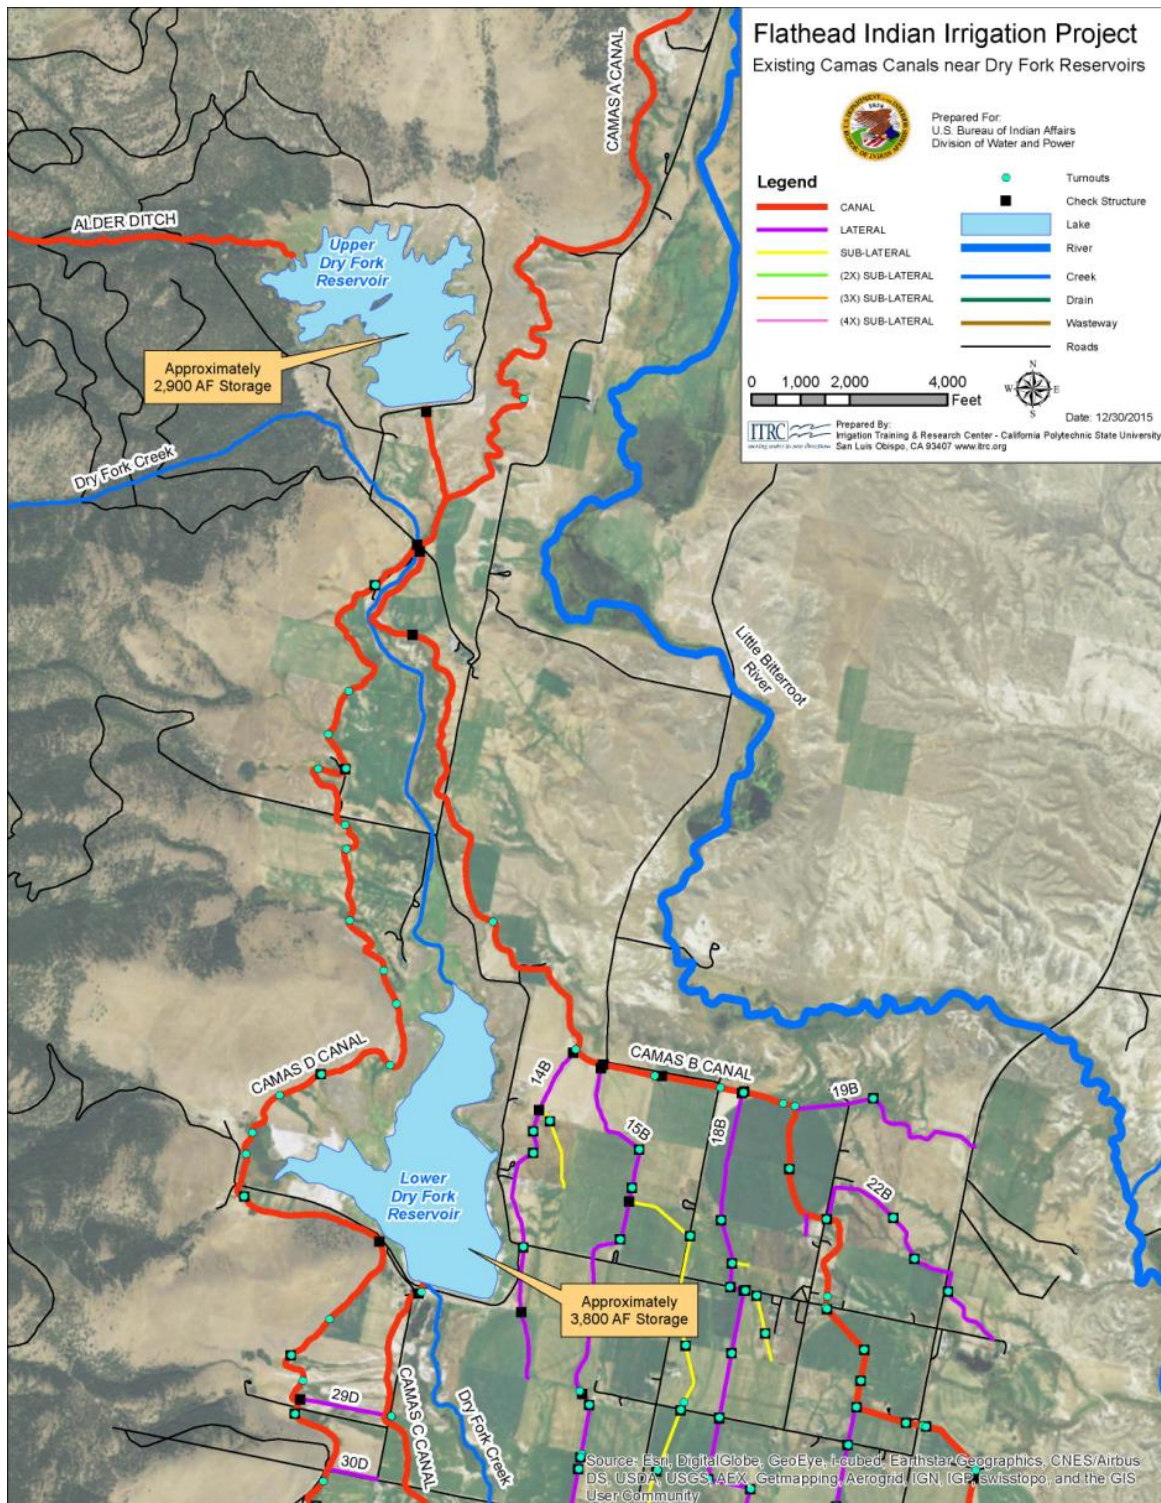 Flathead Indian Irrigation Project
Existing Camas Canals near Dry Fork Reservoirs
Prepared For:
U.S. Bureau of Indian Affairs
Division of Water and Power
Legend
CANAL
LATERAL
SUB-LATERAL
(2X) SUB-LATERAL
(3X) SUB-LATERAL
(4X) SUB-LATERAL
Turnouts
Check Structure
Lake
River
Creek
Drain
Wasteway
Roads
0 1,000 2,000 4,000
Feet
N
W E
S
Date: 12/30/2015
ITRC
Prepared By:
Irrigation Training & Research Center - California Polytechnic State University
San Luis Obispo, CA 93407 www.itrc.org
CAMAS A CANAL
ALDER DITCH
Upper
Dry Fork
Reservoir
Approximately
2,900 AF Storage
Dry Fork Creek
Little Bitterroot
River
CAMAS D CANAL
CAMAS B CANAL
14B
15B
18B
19B
22B
Lower
Dry Fork
Reservoir
Approximately
3,800 AF Storage
29D
30D
CAMAS C CANAL
Dry Fork Creek
Source: Esri, DigitalGlobe, GeoEye, i-cubed, Earthstar Geographics, CNES/Airbus
DS, USDA, USGS, AEX, Getmapping, Aerogrid, IGN, IGP, swisstopo, and the GIS
User Community